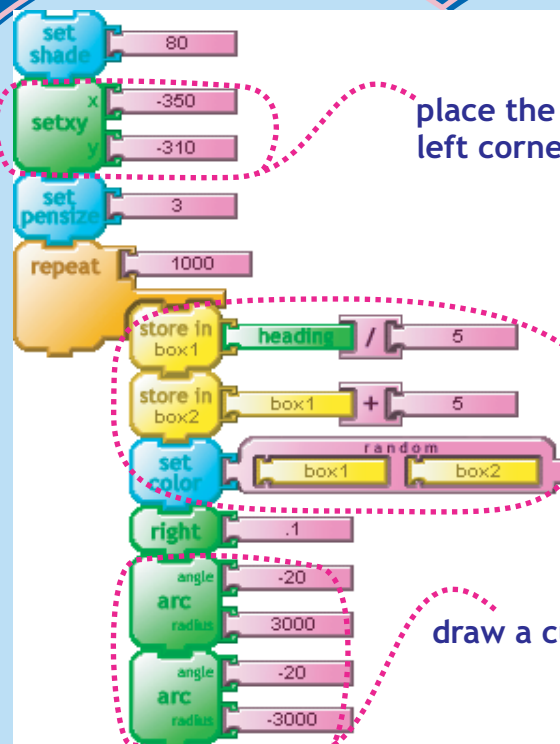 set
shade 80
place the
left corne
setxy x -350
y -310
set
pensize 3
repeat 1000
store in
box1 heading / 5
store in
box2 box1 + 5
set
color random box1 box2
right .1
arc angle -20
radius 3000
draw a c
arc angle -20
radius -3000